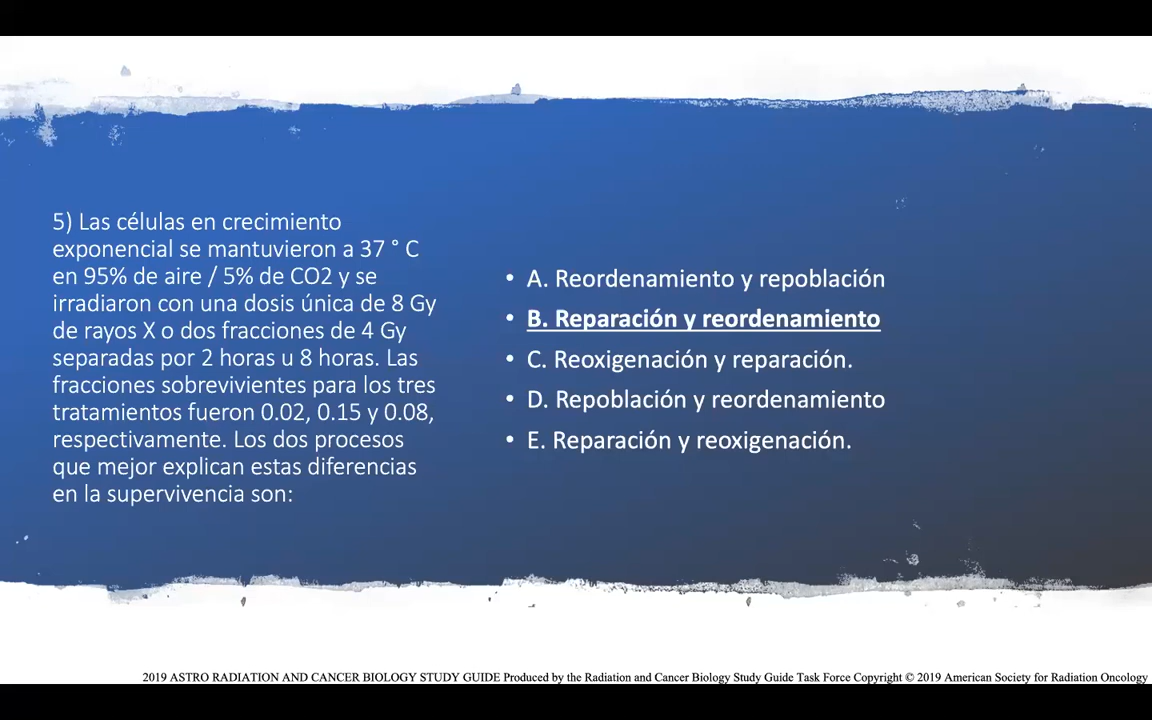 5) Las células en crecimiento
exponencial se mantuvieron a 37 ° C
en 95% de aire / 5% de CO2 y se
irradiaron con una dosis única de 8 Gy
de rayos X o dos fracciones de 4 Gy
separadas por 2 horas u 8 horas. Las
fracciones sobrevivientes para los tres
tratamientos fueron 0.02, 0.15 y 0.08,
respectivamente. Los dos procesos
que mejor explican estas diferencias
en la supervivencia son:
• A. Reordenamiento y repoblación
• B. Reparación y reordenamiento
• C. Reoxigenación y reparación.
• D. Repoblación y reordenamiento
• E. Reparación y reoxigenación.
2019 ASTRO RADIATION AND CANCER BIOLOGY STUDY GUIDE Produced by the Radiation and Cancer Biology Study Guide Task Force Copyright © 2019 American Society for Radiation Oncology